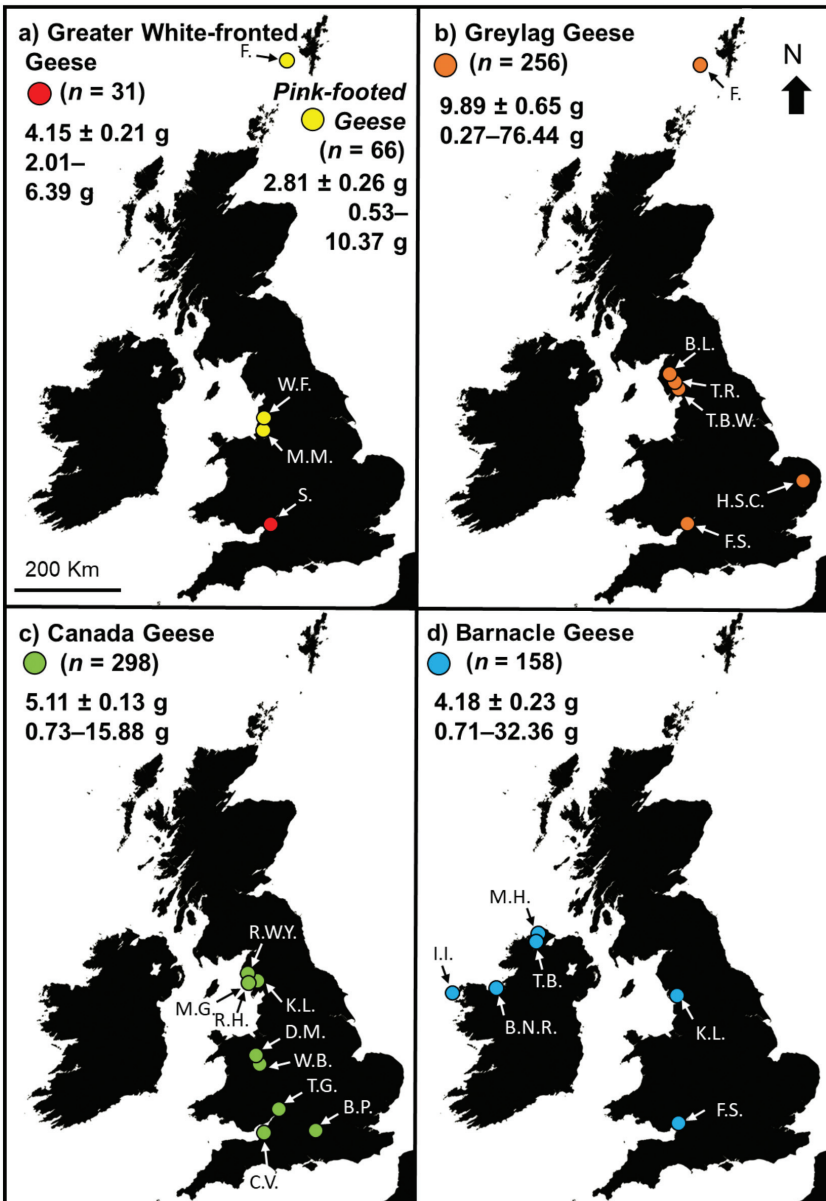 a) Greater White-fronted
Geese
(n = 31)
4.15 ± 0.21 g
2.01–
6.39 g
F.
Pink-footed
Geese
(n = 66)
2.81 ± 0.26 g
0.53–
10.37 g
W.F.
M.M.
S.
200 Km
b) Greylag Geese
(n = 256)
9.89 ± 0.65 g
0.27–76.44 g
F.
N
B.L.
T.R.
T.B.W.
H.S.C.
F.S.
c) Canada Geese
(n = 298)
5.11 ± 0.13 g
0.73–15.88 g
R.W.Y.
M.G.
R.H.
K.L.
D.M.
W.B.
T.G.
B.P.
C.V.
d) Barnacle Geese
(n = 158)
4.18 ± 0.23 g
0.71–32.36 g
M.H.
I.I.
T.B.
B.N.R.
K.L.
F.S.